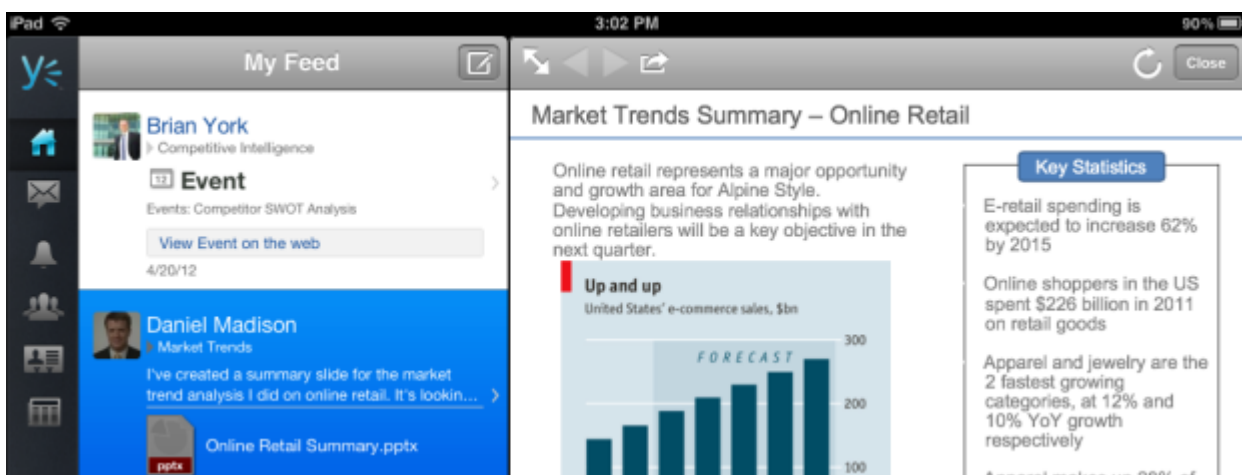 iPad
3:02 PM
90%
My Feed
Close
Brian York
Competitive Intelligence
12
Event
Events: Competitor SWOT Analysis
View Event on the web
4/20/12
Daniel Madison
Market Trends
I've created a summary slide for the market
trend analysis I did on online retail. It's lookin...
pptx
Online Retail Summary.pptx
Market Trends Summary – Online Retail
Online retail represents a major opportunity
and growth area for Alpine Style.
Developing business relationships with
online retailers will be a key objective in the
next quarter.
Up and up
United States' e-commerce sales, $bn
FORECAST
300
200
100
Key Statistics
E-retail spending is
expected to increase 62%
by 2015
Online shoppers in the US
spent $226 billion in 2011
on retail goods
Apparel and jewelry are the
2 fastest growing
categories, at 12% and
10% YoY growth
respectively